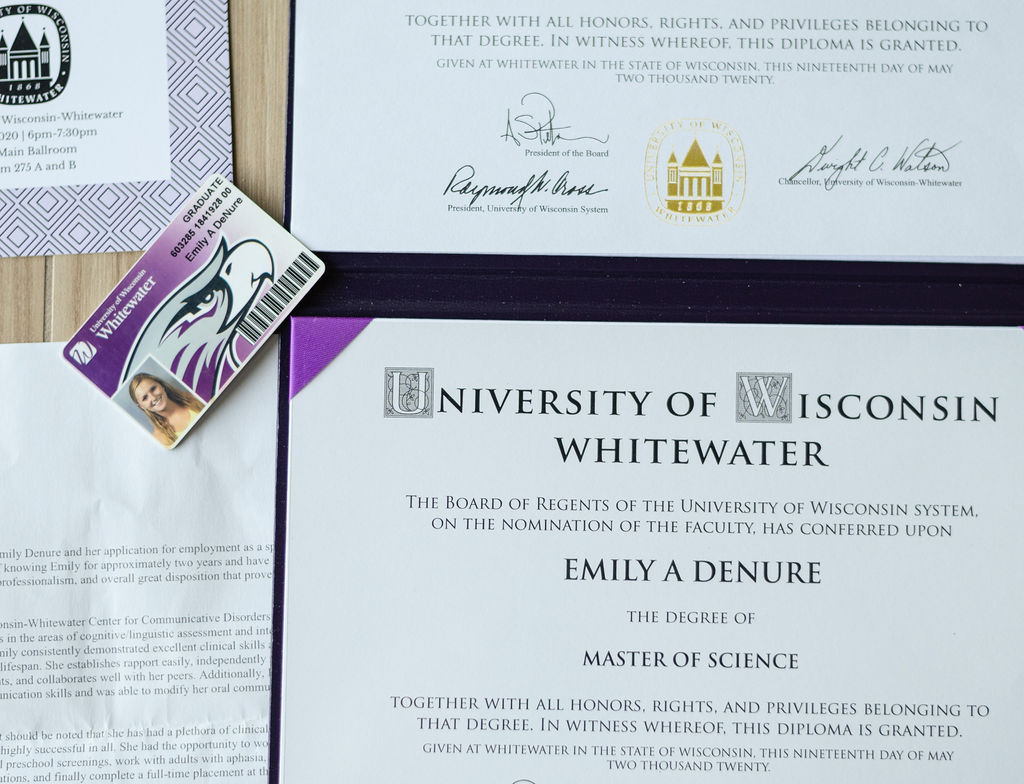 Y OF WISCONSIN
1868
HITEWATER
Wisconsin-Whitewater
020 | 6pm-7:30pm
Main Ballroom
m 275 A and B
GRADUATE
603285 1841928 00
Emily A DeNure
University of Wisconsin
Whitewater
W
TOGETHER WITH ALL HONORS, RIGHTS, AND PRIVILEGES BELONGING TO
THAT DEGREE. IN WITNESS WHEREOF, THIS DIPLOMA IS GRANTED.
GIVEN AT WHITEWATER IN THE STATE OF WISCONSIN, THIS NINETEENTH DAY OF MAY
TWO THOUSAND TWENTY.
President of the Board
Raymond W. Cross
President, University of Wisconsin System
UNIVERSITY OF WISCONSIN
1868
WHITEWATER
Dwight C. Watson
Chancellor, University of Wisconsin-Whitewater
UNIVERSITY OF WISCONSIN
WHITEWATER
THE BOARD OF REGENTS OF THE UNIVERSITY OF WISCONSIN SYSTEM,
ON THE NOMINATION OF THE FACULTY, HAS CONFERRED UPON
EMILY A DENURE
THE DEGREE OF
MASTER OF SCIENCE
TOGETHER WITH ALL HONORS, RIGHTS, AND PRIVILEGES BELONGING TO
THAT DEGREE. IN WITNESS WHEREOF, THIS DIPLOMA IS GRANTED.
GIVEN AT WHITEWATER IN THE STATE OF WISCONSIN, THIS NINETEENTH DAY OF MAY
TWO THOUSAND TWENTY.
mily Denure and her application for employment as a sp
knowing Emily for approximately two years and have
rofessionalism, and overall great disposition that prove
onsin-Whitewater Center for Communicative Disorders
s in the areas of cognitive/linguistic assessment and inte
mily consistently demonstrated excellent clinical skills a
lifespan. She establishes rapport easily, independently
ts, and collaborates well with her peers. Additionally,
nication skills and was able to modify her oral commu
t should be noted that she has had a plethora of clinical
highly successful in all. She had the opportunity to wo
l preschool screenings, work with adults with aphasia,
utions, and finally complete a full-time placement at th